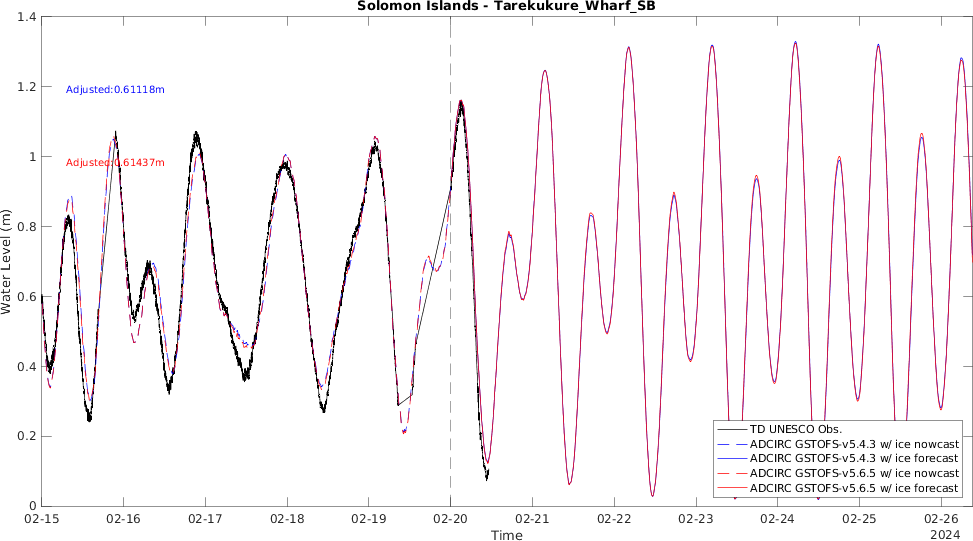 Solomon Islands - Tarekukure_Wharf_SB
1.4
1.2
1
0.8
0.6
0.4
0.2
0
Water Level (m)
Adjusted:0.61118m
Adjusted:0.61437m
TD UNESCO Obs.
ADCIRC GSTOFS-v5.4.3 w/ ice nowcast
ADCIRC GSTOFS-v5.4.3 w/ ice forecast
ADCIRC GSTOFS-v5.6.5 w/ ice nowcast
ADCIRC GSTOFS-v5.6.5 w/ ice forecast
02-15 02-16 02-17 02-18 02-19 02-20 02-21 02-22 02-23 02-24 02-25 02-26
2024
Time